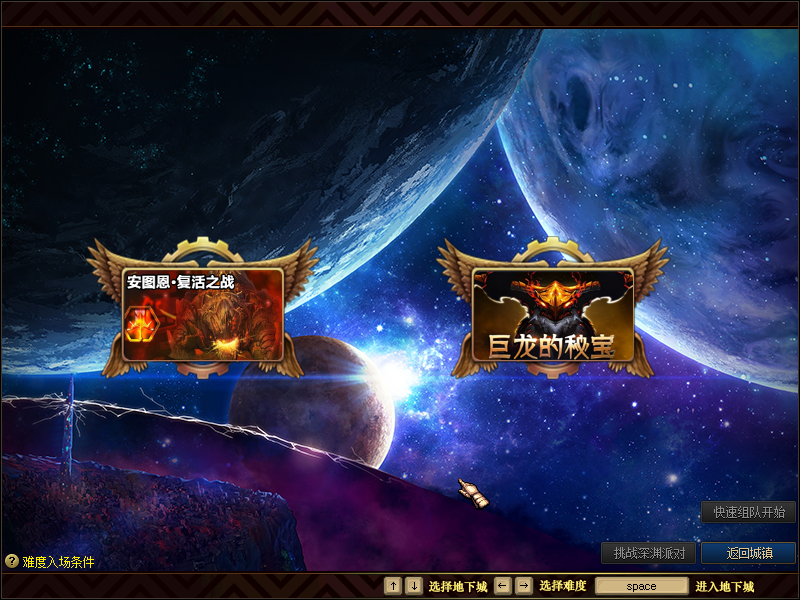 安图恩·复活之战
巨龙的秘宝
快速组队开始
挑战深渊派对
返回城镇
? 难度入场条件
↑ ↓ 选择地下城 ← → 选择难度 space 进入地下城